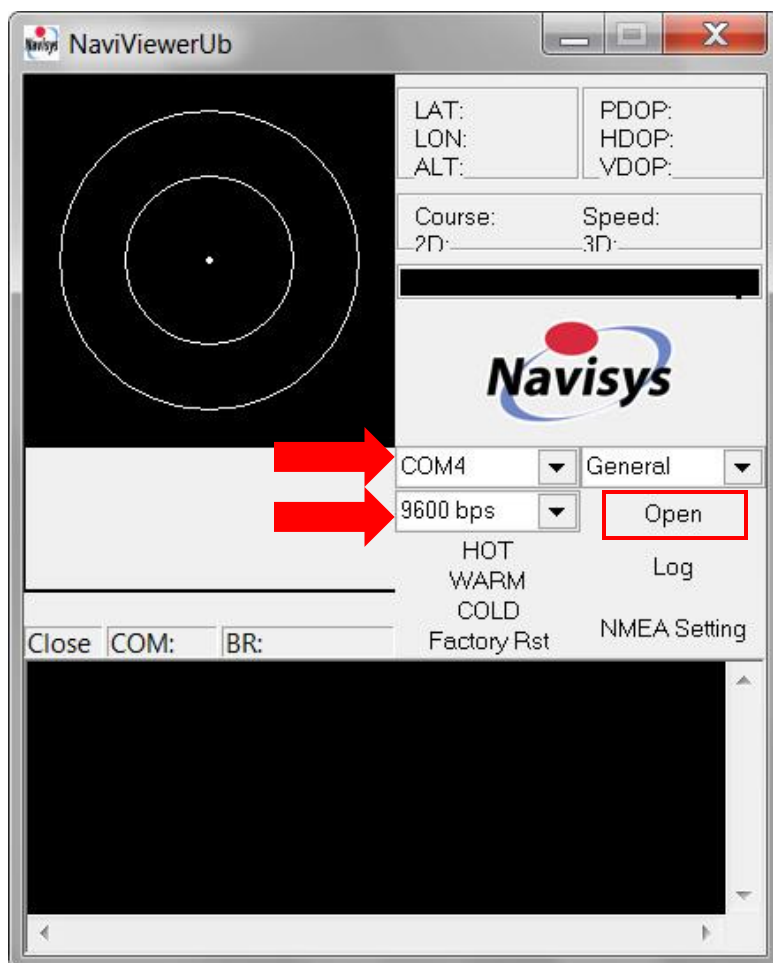 Navisys NaviViewerUb
LAT:
LON:
ALT:
PDOP:
HDOP:
VDOP:
Course:
Speed:
2D:
3D:
Navisys
COM4
General
9600 bps
Open
HOT
WARM
COLD
Factory Rst
Log
NMEA Setting
Close COM: BR: